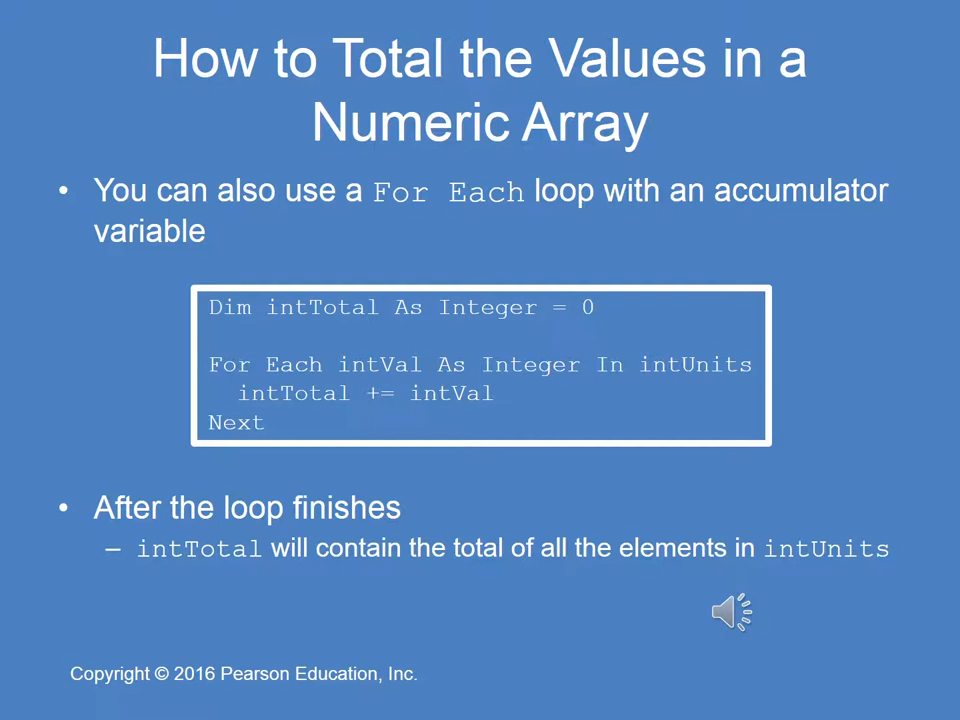 How to Total the Values in a
Numeric Array
• You can also use a For Each loop with an accumulator
variable
Dim intTotal As Integer = 0
For Each intVal As Integer In intUnits
intTotal += intVal
Next
• After the loop finishes
– intTotal will contain the total of all the elements in intUnits
Copyright © 2016 Pearson Education, Inc.